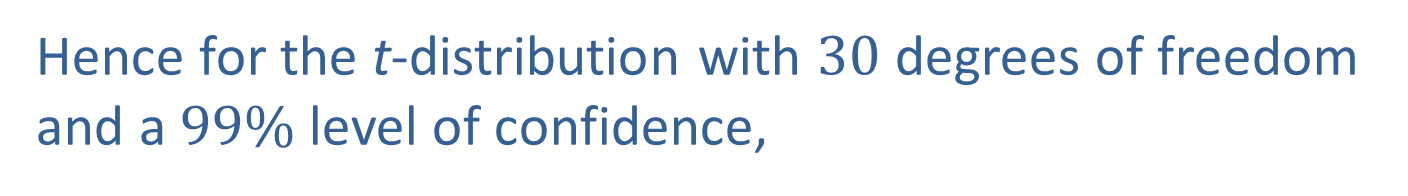 Hence for the t-distribution with 30 degrees of freedom
and a 99% level of confidence,